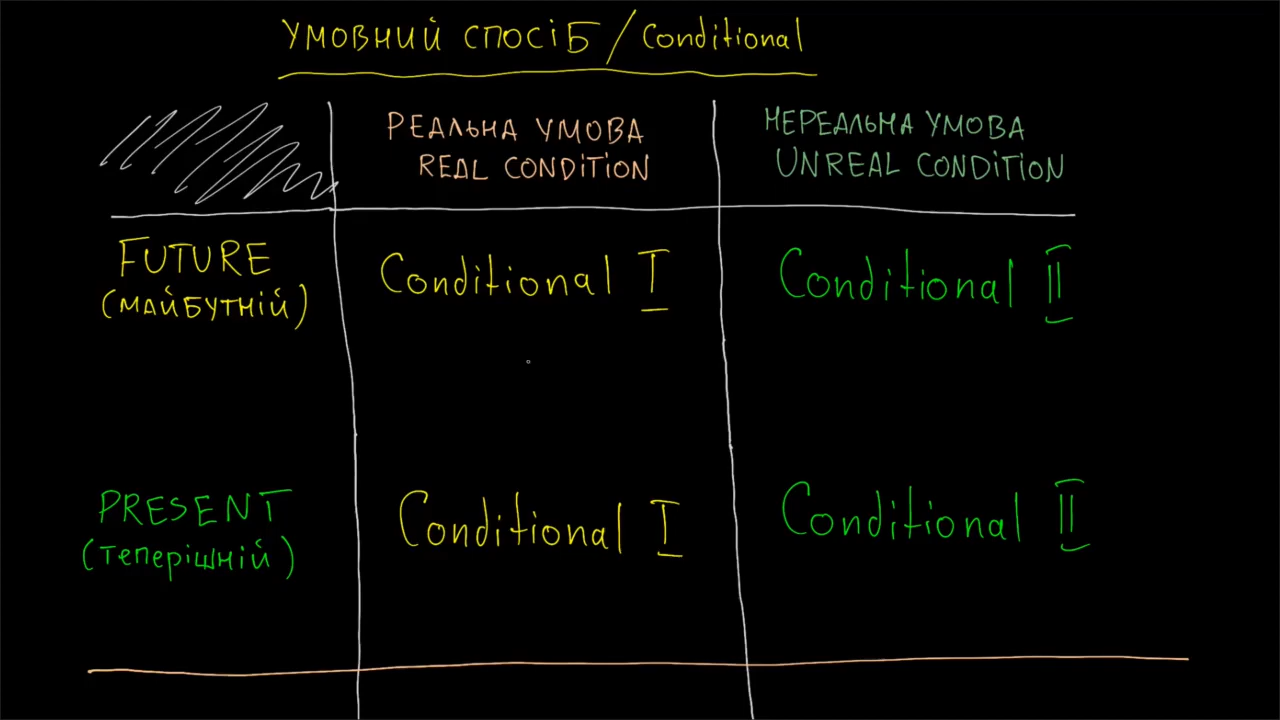 УМОВНИЙ СПОСІБ / Conditional
РЕАЛЬНА УМОВА
REAL CONDITION
НЕРЕАЛЬНА УМОВА
UNREAL CONDITION
FUTURE
(МАЙБУТНІЙ)
Conditional I
Conditional II
PRESENT
(Теперішній)
Conditional I
Conditional II